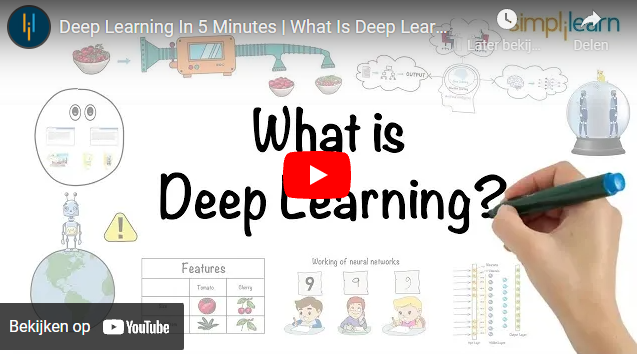 Deep Learning In 5 Minutes | What Is Deep Lear...
simplilearn
Later bekij...
Delen
OUTPUT
What is
Deep Learning?
Features
Tomato
Cherry
Working of neural networks
9
9
9
Bekijken op YouTube